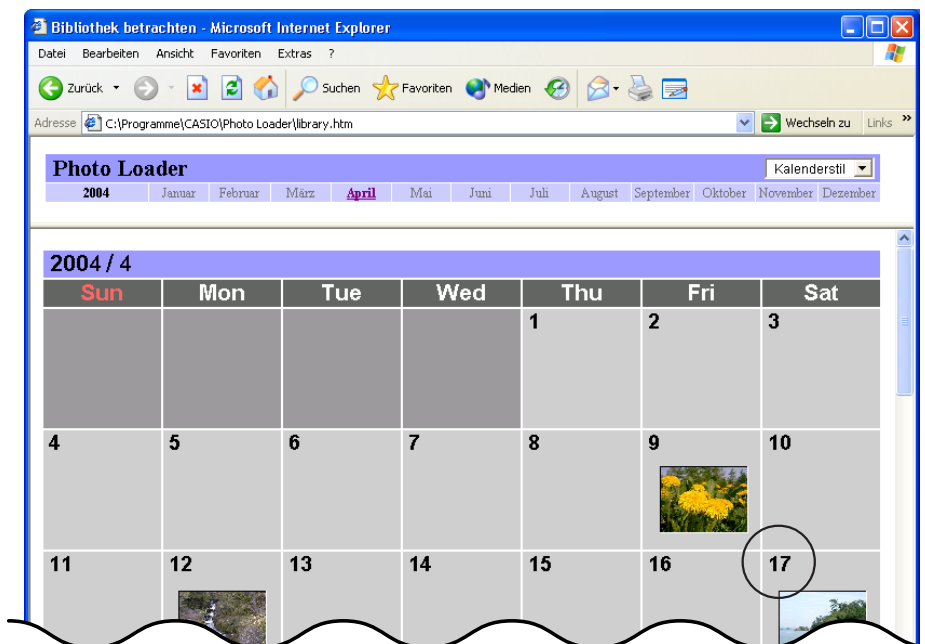 Bibliothek betrachten - Microsoft Internet Explorer
Datei Bearbeiten Ansicht Favoriten Extras ?
Zurück Suchen Favoriten Medien
Adresse C:\Programme\CASIO\Photo Loader\library.htm Wechseln zu Links »
Photo Loader Kalenderstil
2004 Januar Februar März April Mai Juni Juli August September Oktober November Dezember
2004 / 4
Sun Mon Tue Wed Thu Fri Sat
1 2 3
4 5 6 7 8 9 10
11 12 13 14 15 16 17